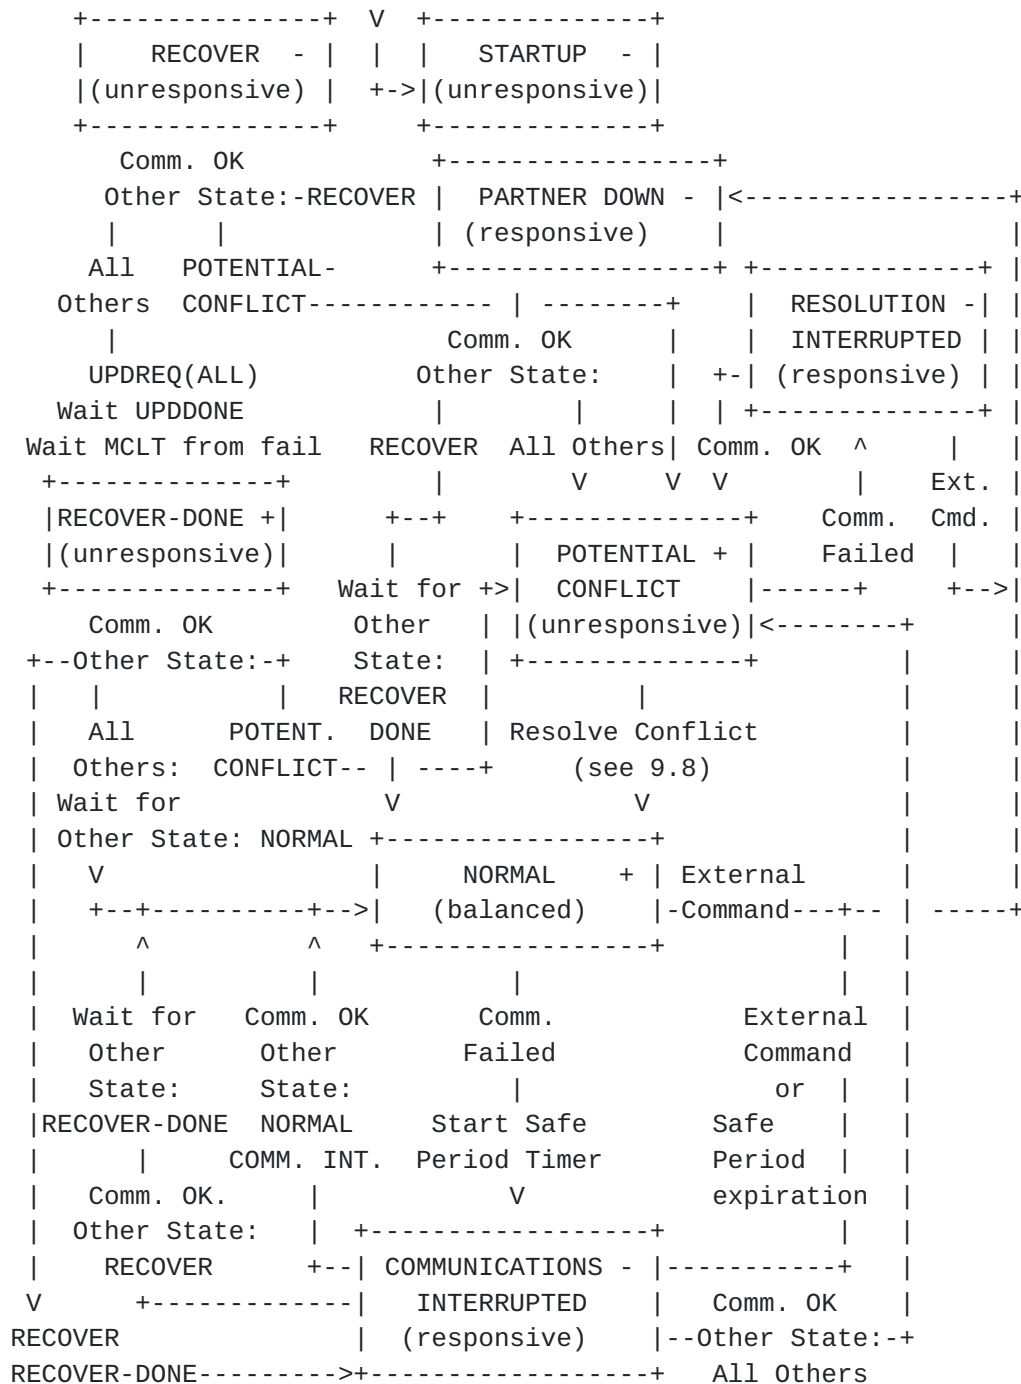 +---------------+  V  +--------------+
    |    RECOVER  - |  |  |   STARTUP  - |
    |(unresponsive) |  +->|(unresponsive)|
    +---------------+     +--------------+
       Comm. OK            +-----------------+
      Other State:-RECOVER |  PARTNER DOWN - |<-----------------+
      |      |             | (responsive)    |                  |
     All   POTENTIAL-      +-----------------+ +--------------+ |
   Others  CONFLICT------------ | --------+    |  RESOLUTION -| |
      |                     Comm. OK      |    |  INTERRUPTED | |
     UPDREQ(ALL)          Other State:    |  +-| (responsive) | |
   Wait UPDDONE            |        |     |  | +--------------+ |
 Wait MCLT from fail   RECOVER  All Others| Comm. OK  ^     |   |
  +--------------+         |        V     V  V        |    Ext. |
  |RECOVER-DONE +|      +--+    +--------------+    Comm.  Cmd. |
  |(unresponsive)|      |       |  POTENTIAL + |    Failed  |   |
  +--------------+   Wait for +>|  CONFLICT    |------+     +-->|
     Comm. OK         Other   | |(unresponsive)|<--------+      |
 +--Other State:-+    State:  | +--------------+         |      |
 |   |           |   RECOVER  |         |                |      |
 |   All      POTENT.  DONE   | Resolve Conflict         |      |
 |  Others:  CONFLICT-- | ----+     (see 9.8)            |      |
 | Wait for             V               V                |      |
 | Other State: NORMAL +-----------------+               |      |
 |   V                 |     NORMAL    + | External      |      |
 |   +--+----------+-->|   (balanced)    |-Command---+-- | -----+
 |      ^          ^   +-----------------+           |   |
 |      |          |            |                    |   |
 |  Wait for   Comm. OK       Comm.            External  |
 |   Other      Other        Failed            Command   |
 |   State:     State:          |                or  |   |
 |RECOVER-DONE  NORMAL     Start Safe        Safe    |   |
 |      |     COMM. INT.  Period Timer       Period  |   |
 |   Comm. OK.     |            V            expiration  |
 |  Other State:   |  +------------------+           |   |
 |    RECOVER      +--| COMMUNICATIONS - |-----------+   |
 V      +-------------|   INTERRUPTED    |   Comm. OK    |
RECOVER               |  (responsive)    |--Other State:-+
RECOVER-DONE--------->+------------------+   All Others